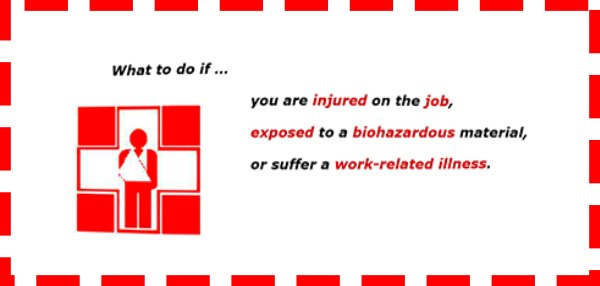 What to do if ...
you are injured on the job,
exposed to a biohazardous material,
or suffer a work-related illness.